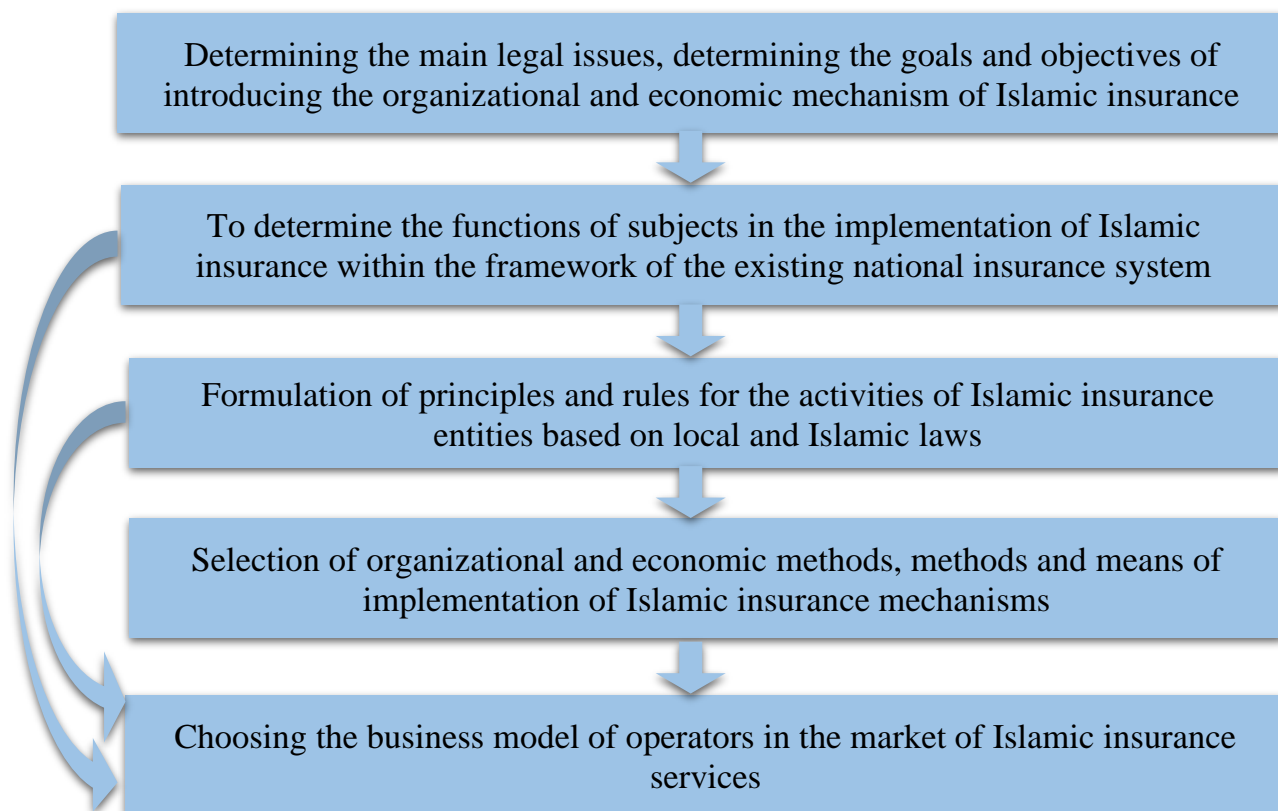 Determining the main legal issues, determining the goals and objectives of
introducing the organizational and economic mechanism of Islamic insurance
To determine the functions of subjects in the implementation of Islamic
insurance within the framework of the existing national insurance system
Formulation of principles and rules for the activities of Islamic insurance
entities based on local and Islamic laws
Selection of organizational and economic methods, methods and means of
implementation of Islamic insurance mechanisms
Choosing the business model of operators in the market of Islamic insurance
services